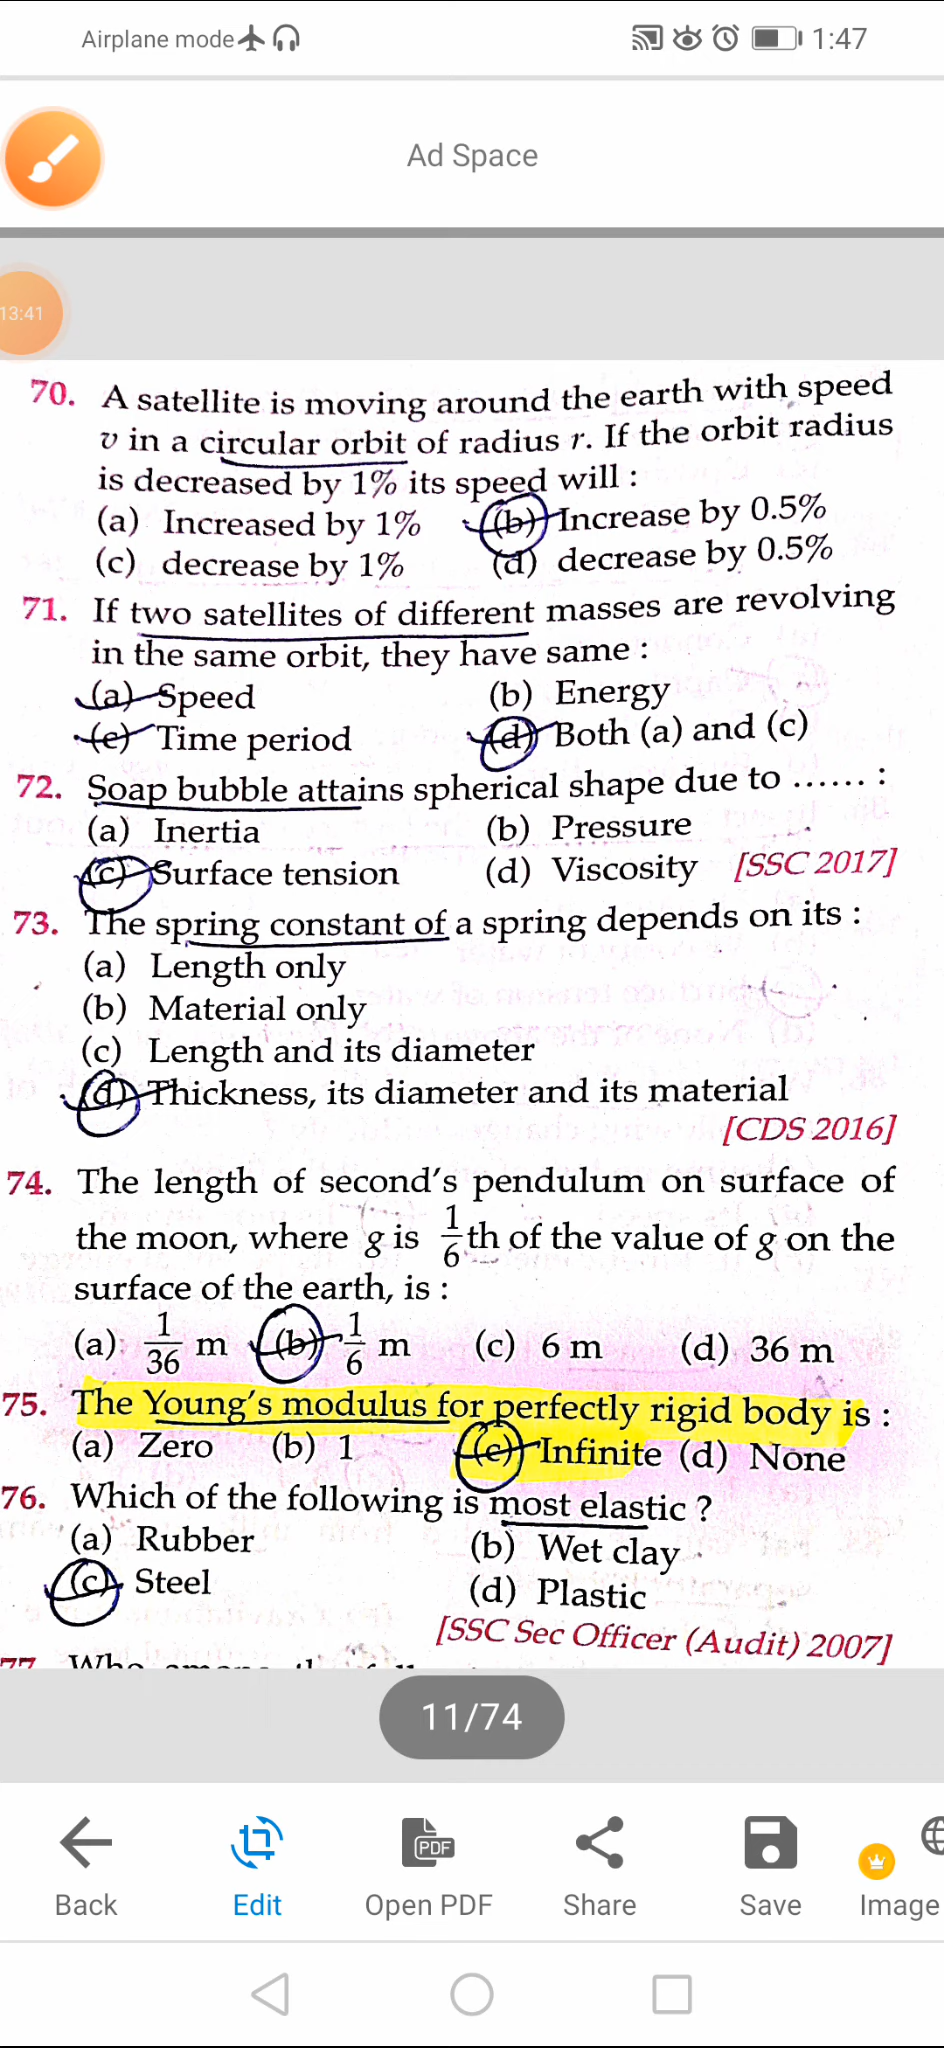 Airplane mode
1:47
Ad Space
13:41
70. A satellite is moving around the earth with speed
v in a circular orbit of radius r. If the orbit radius
is decreased by 1% its speed will :
(a) Increased by 1% (b) Increase by 0.5%
(c) decrease by 1% (d) decrease by 0.5%
71. If two satellites of different masses are revolving
in the same orbit, they have same :
(a) Speed (b) Energy
(c) Time period (d) Both (a) and (c)
72. Soap bubble attains spherical shape due to ...... :
(a) Inertia (b) Pressure
(c) Surface tension (d) Viscosity [SSC 2017]
73. The spring constant of a spring depends on its :
(a) Length only
(b) Material only
(c) Length and its diameter
(d) Thickness, its diameter and its material
[CDS 2016]
74. The length of second's pendulum on surface of
the moon, where g is 1/6 th of the value of g on the
surface of the earth, is :
(a) 1/36 m (b) 1/6 m (c) 6 m (d) 36 m
75. The Young's modulus for perfectly rigid body is :
(a) Zero (b) 1 (c) Infinite (d) None
76. Which of the following is most elastic ?
(a) Rubber (b) Wet clay
(c) Steel (d) Plastic
[SSC Sec Officer (Audit) 2007]
11/74
Back Edit Open PDF Share Save Image